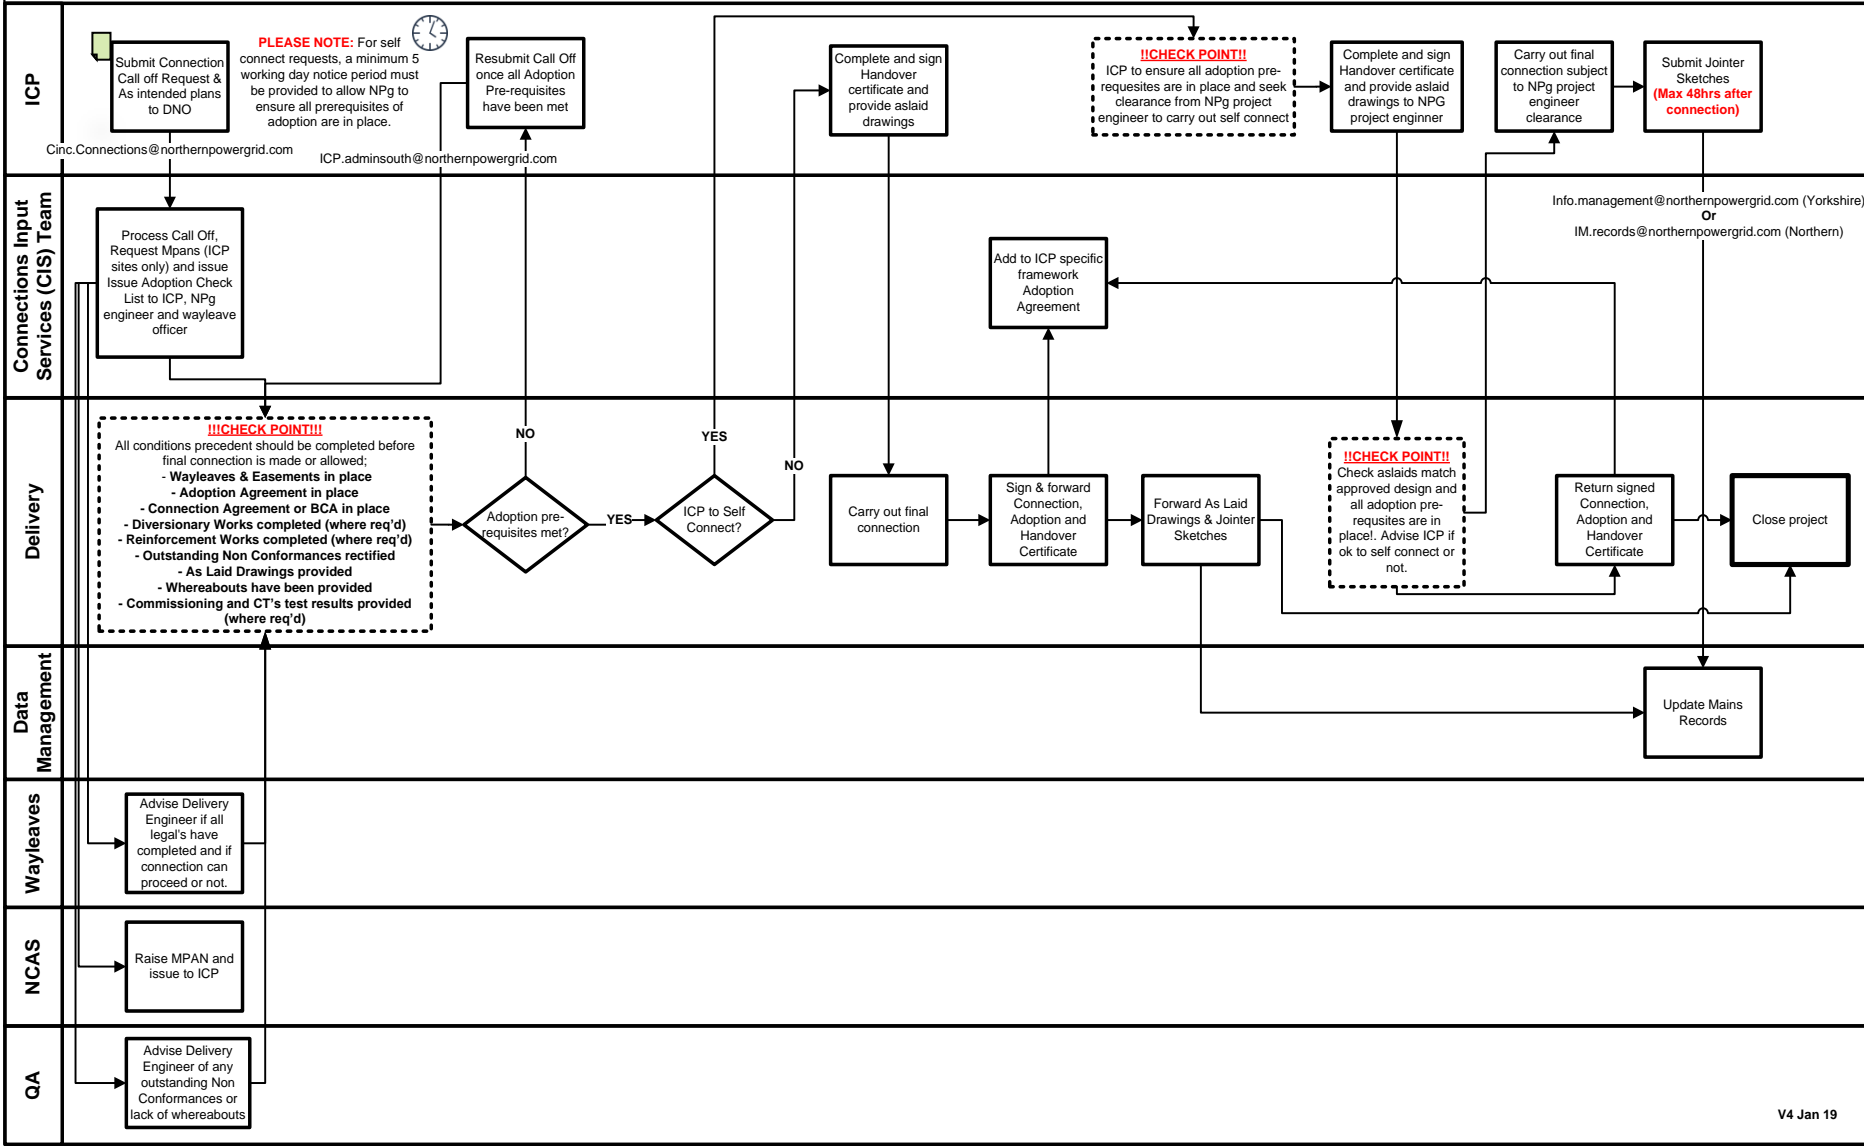 ICP
Submit Connection
Call off Request &
As intended plans
to DNO
PLEASE NOTE: For self
connect requests, a minimum 5
working day notice period must
be provided to allow NPg to
ensure all prerequisites of
adoption are in place.
Resubmit Call Off
once all Adoption
Pre-requisites
have been met
Complete and sign
Handover
certificate and
provide aslaid
drawings
!!CHECK POINT!!
ICP to ensure all adoption pre-
requesites are in place and seek
clearance from NPg project
engineer to carry out self connect
Complete and sign
Handover certificate
and provide aslaid
drawings to NPG
project enginner
Carry out final
connection subject
to NPg project
engineer
clearance
Submit Jointer
Sketches
(Max 48hrs after
connection)
Cinc.Connections@northernpowergrid.com
ICP.adminsouth@northernpowergrid.com
Connections Input
Services (CIS) Team
Process Call Off,
Request Mpans (ICP
sites only) and issue
Issue Adoption Check
List to ICP, NPg
engineer and wayleave
officer
Add to ICP specific
framework
Adoption
Agreement
Info.management@northernpowergrid.com (Yorkshire)
Or
IM.records@northernpowergrid.com (Northern)
Delivery
!!!CHECK POINT!!!
All conditions precedent should be completed before
final connection is made or allowed;
- Wayleaves & Easements in place
- Adoption Agreement in place
- Connection Agreement or BCA in place
- Diversionary Works completed (where req'd)
- Reinforcement Works completed (where req'd)
- Outstanding Non Conformances rectified
- As Laid Drawings provided
- Whereabouts have been provided
- Commissioning and CT's test results provided
(where req'd)
NO
Adoption pre-
requisites met?
YES
YES
ICP to Self
Connect?
NO
Carry out final
connection
Sign & forward
Connection,
Adoption and
Handover
Certificate
Forward As Laid
Drawings & Jointer
Sketches
!!CHECK POINT!!
Check aslaids match
approved design and
all adoption pre-
requsites are in
place!. Advise ICP if
ok to self connect or
not.
Return signed
Connection,
Adoption and
Handover
Certificate
Close project
Data
Management
Update Mains
Records
Wayleaves
Advise Delivery
Engineer if all
legal's have
completed and if
connection can
proceed or not.
NCAS
Raise MPAN and
issue to ICP
QA
Advise Delivery
Engineer of any
outstanding Non
Conformances or
lack of whereabouts
V4 Jan 19